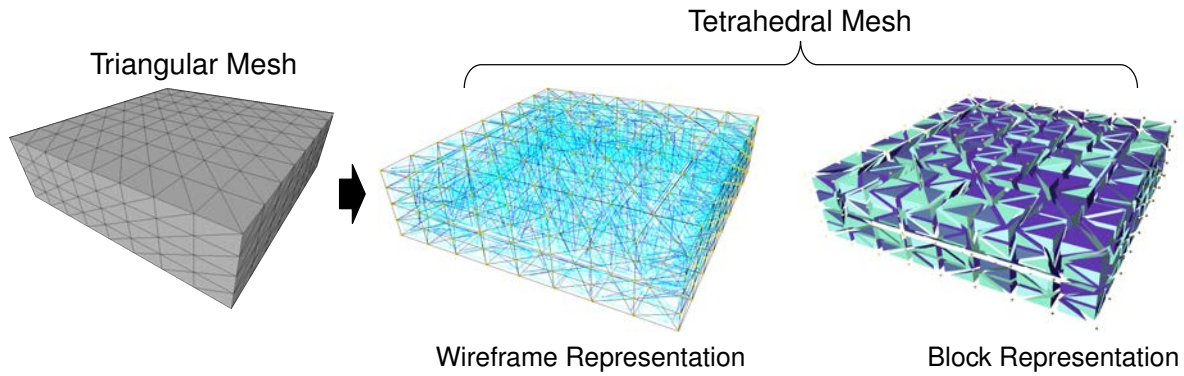 Tetrahedral Mesh
Triangular Mesh
Wireframe Representation
Block Representation